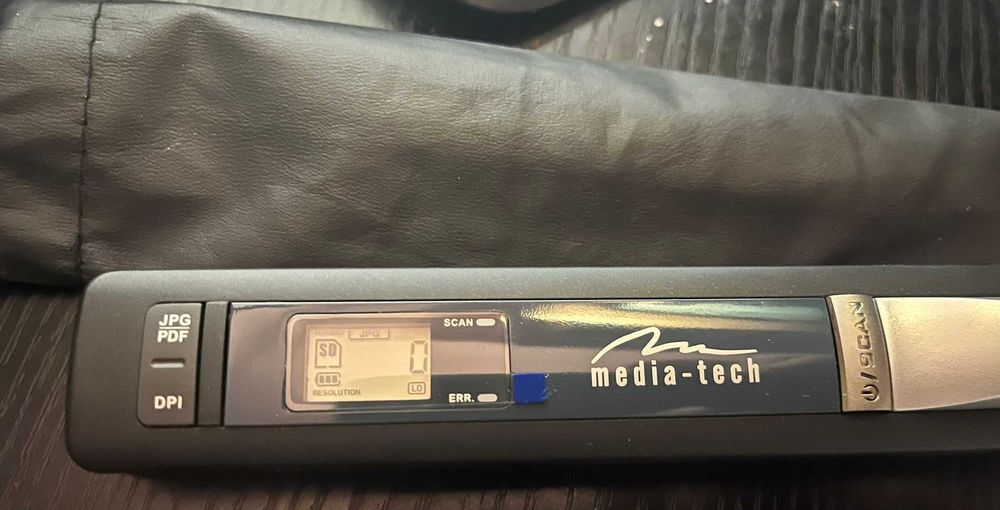 JPG
PDF
DPI
JPG
SD
0
RESOLUTION
LO
SCAN
ERR.
media-tech
/ SCAN